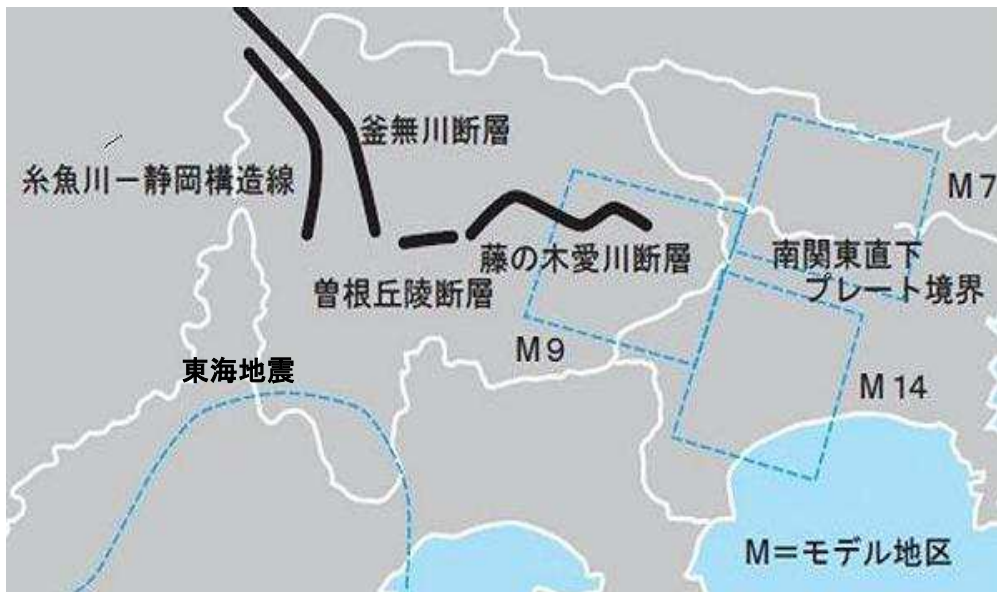 釜無川断層
糸魚川ー静岡構造線
M7
藤の木愛川断層
南関東直下
プレート境界
曽根丘陵断層
M9
東海地震
M14
M=モデル地区